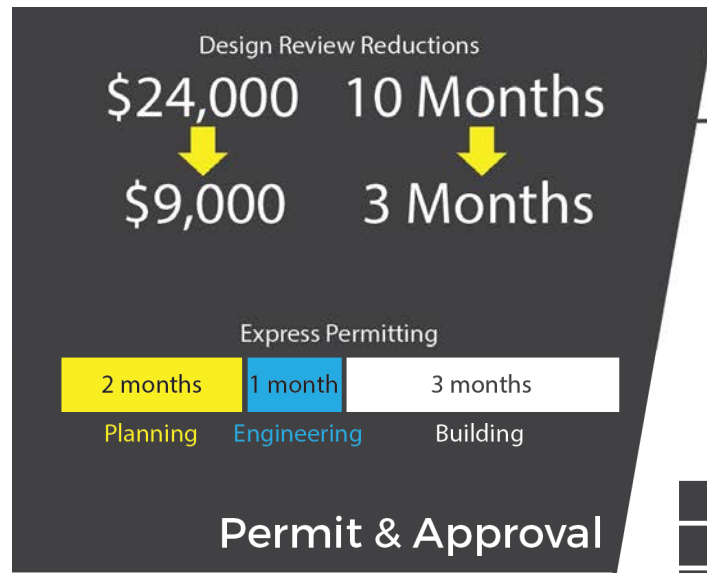 Design Review Reductions
$24,000 10 Months
$9,000 3 Months
Express Permitting
2 months 1 month 3 months
Planning Engineering Building
Permit & Approval